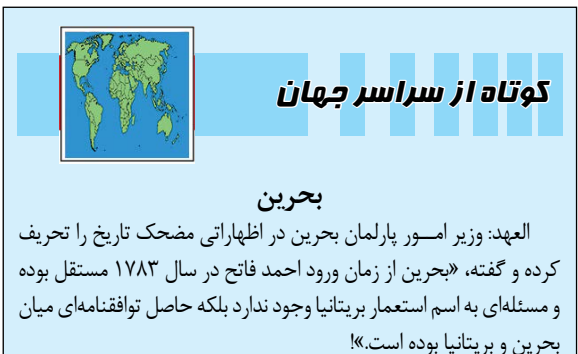 کوتاه از سراسر جهان
بحرین
العهد: وزیر امـــور پارلمان بحرین در اظهاراتی مضحک تاریخ را تحریف
کرده و گفته، «بحرین از زمان ورود احمد فاتح در سال ۱۷۸۳ مستقل بوده
و مسئله‌ای به اسم استعمار بریتانیا وجود ندارد بلکه حاصل توافقنامه‌ای میان
بحرین و بریتانیا بوده است.»!